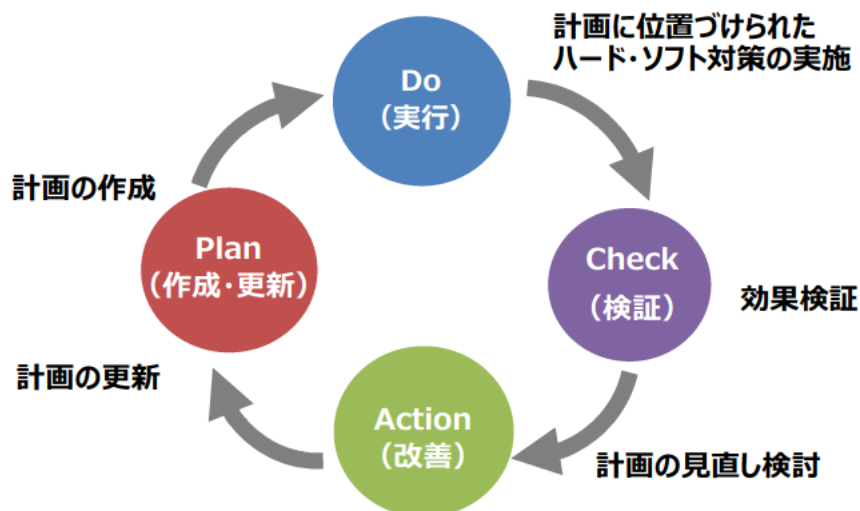 計画に位置づけられた
ハード・ソフト対策の実施
Do
（実行）
計画の作成
Plan
（作成・更新）
Check
（検証）
効果検証
計画の更新
Action
（改善）
計画の見直し検討